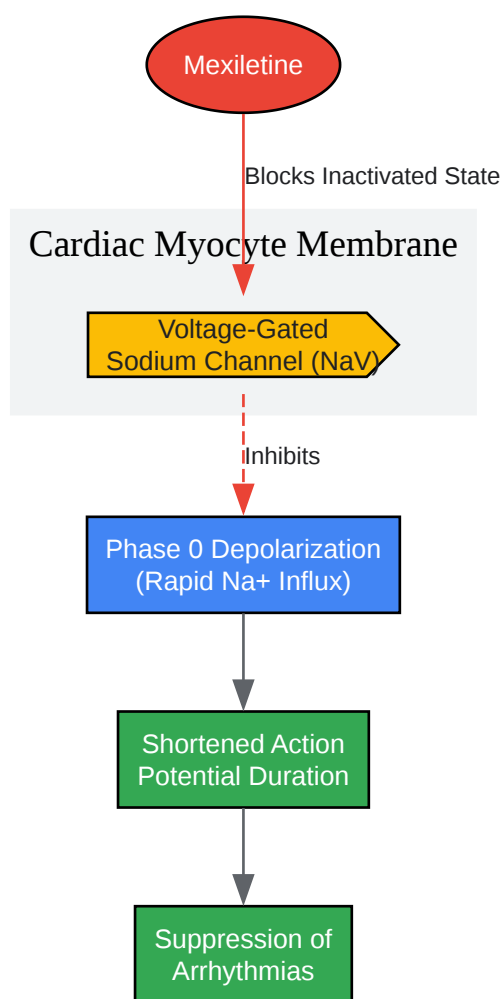 Mexiletine
Blocks Inactivated State
Cardiac Myocyte Membrane
Voltage-Gated
Sodium Channel (NaV)
Inhibits
Phase 0 Depolarization
(Rapid Na+ Influx)
Shortened Action
Potential Duration
Suppression of
Arrhythmias